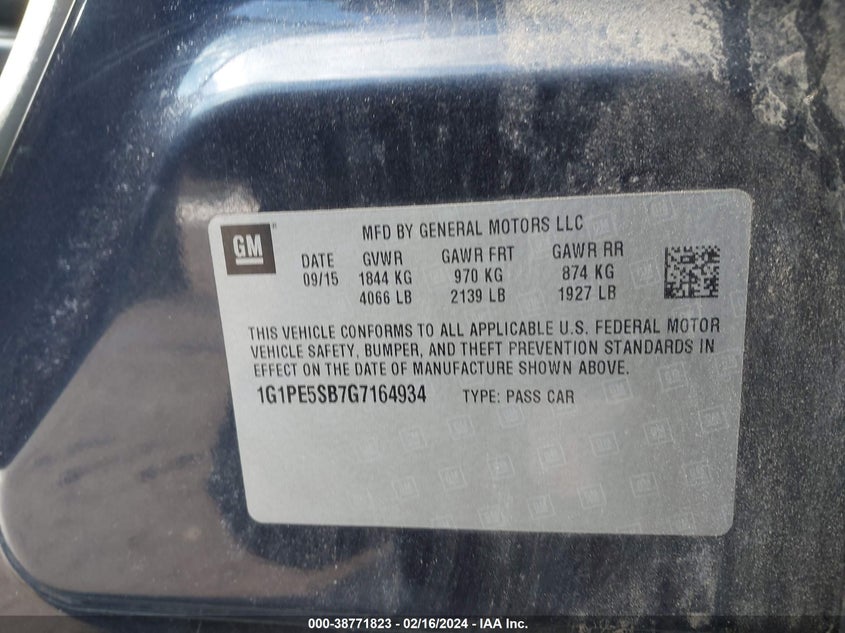 GM
MFD BY GENERAL MOTORS LLC
DATE GVWR GAWR FRT GAWR RR
09/15 1844 KG 970 KG 874 KG
4066 LB 2139 LB 1927 LB
THIS VEHICLE CONFORMS TO ALL APPLICABLE U.S. FEDERAL MOTOR
VEHICLE SAFETY, BUMPER, AND THEFT PREVENTION STANDARDS IN
EFFECT ON THE DATE OF MANUFACTURE SHOWN ABOVE.
1G1PE5SB7G7164934 TYPE: PASS CAR
000-38771823 - 02/16/2024 - IAA Inc.